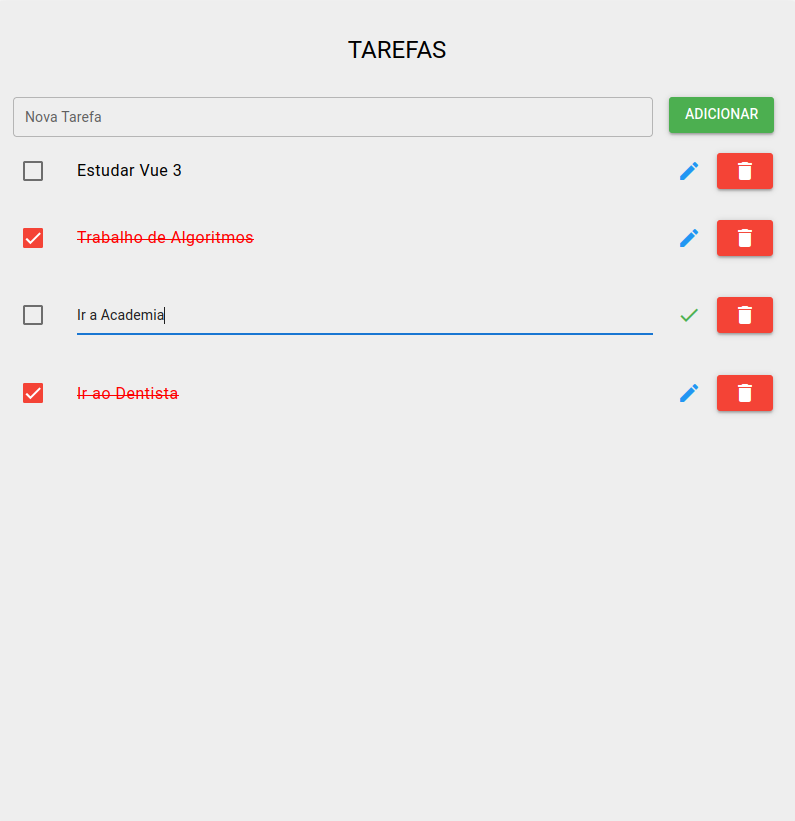 TAREFAS
Nova Tarefa
ADICIONAR
Estudar Vue 3
Trabalho de Algoritmos
Ir a Academia
Ir ao Dentista